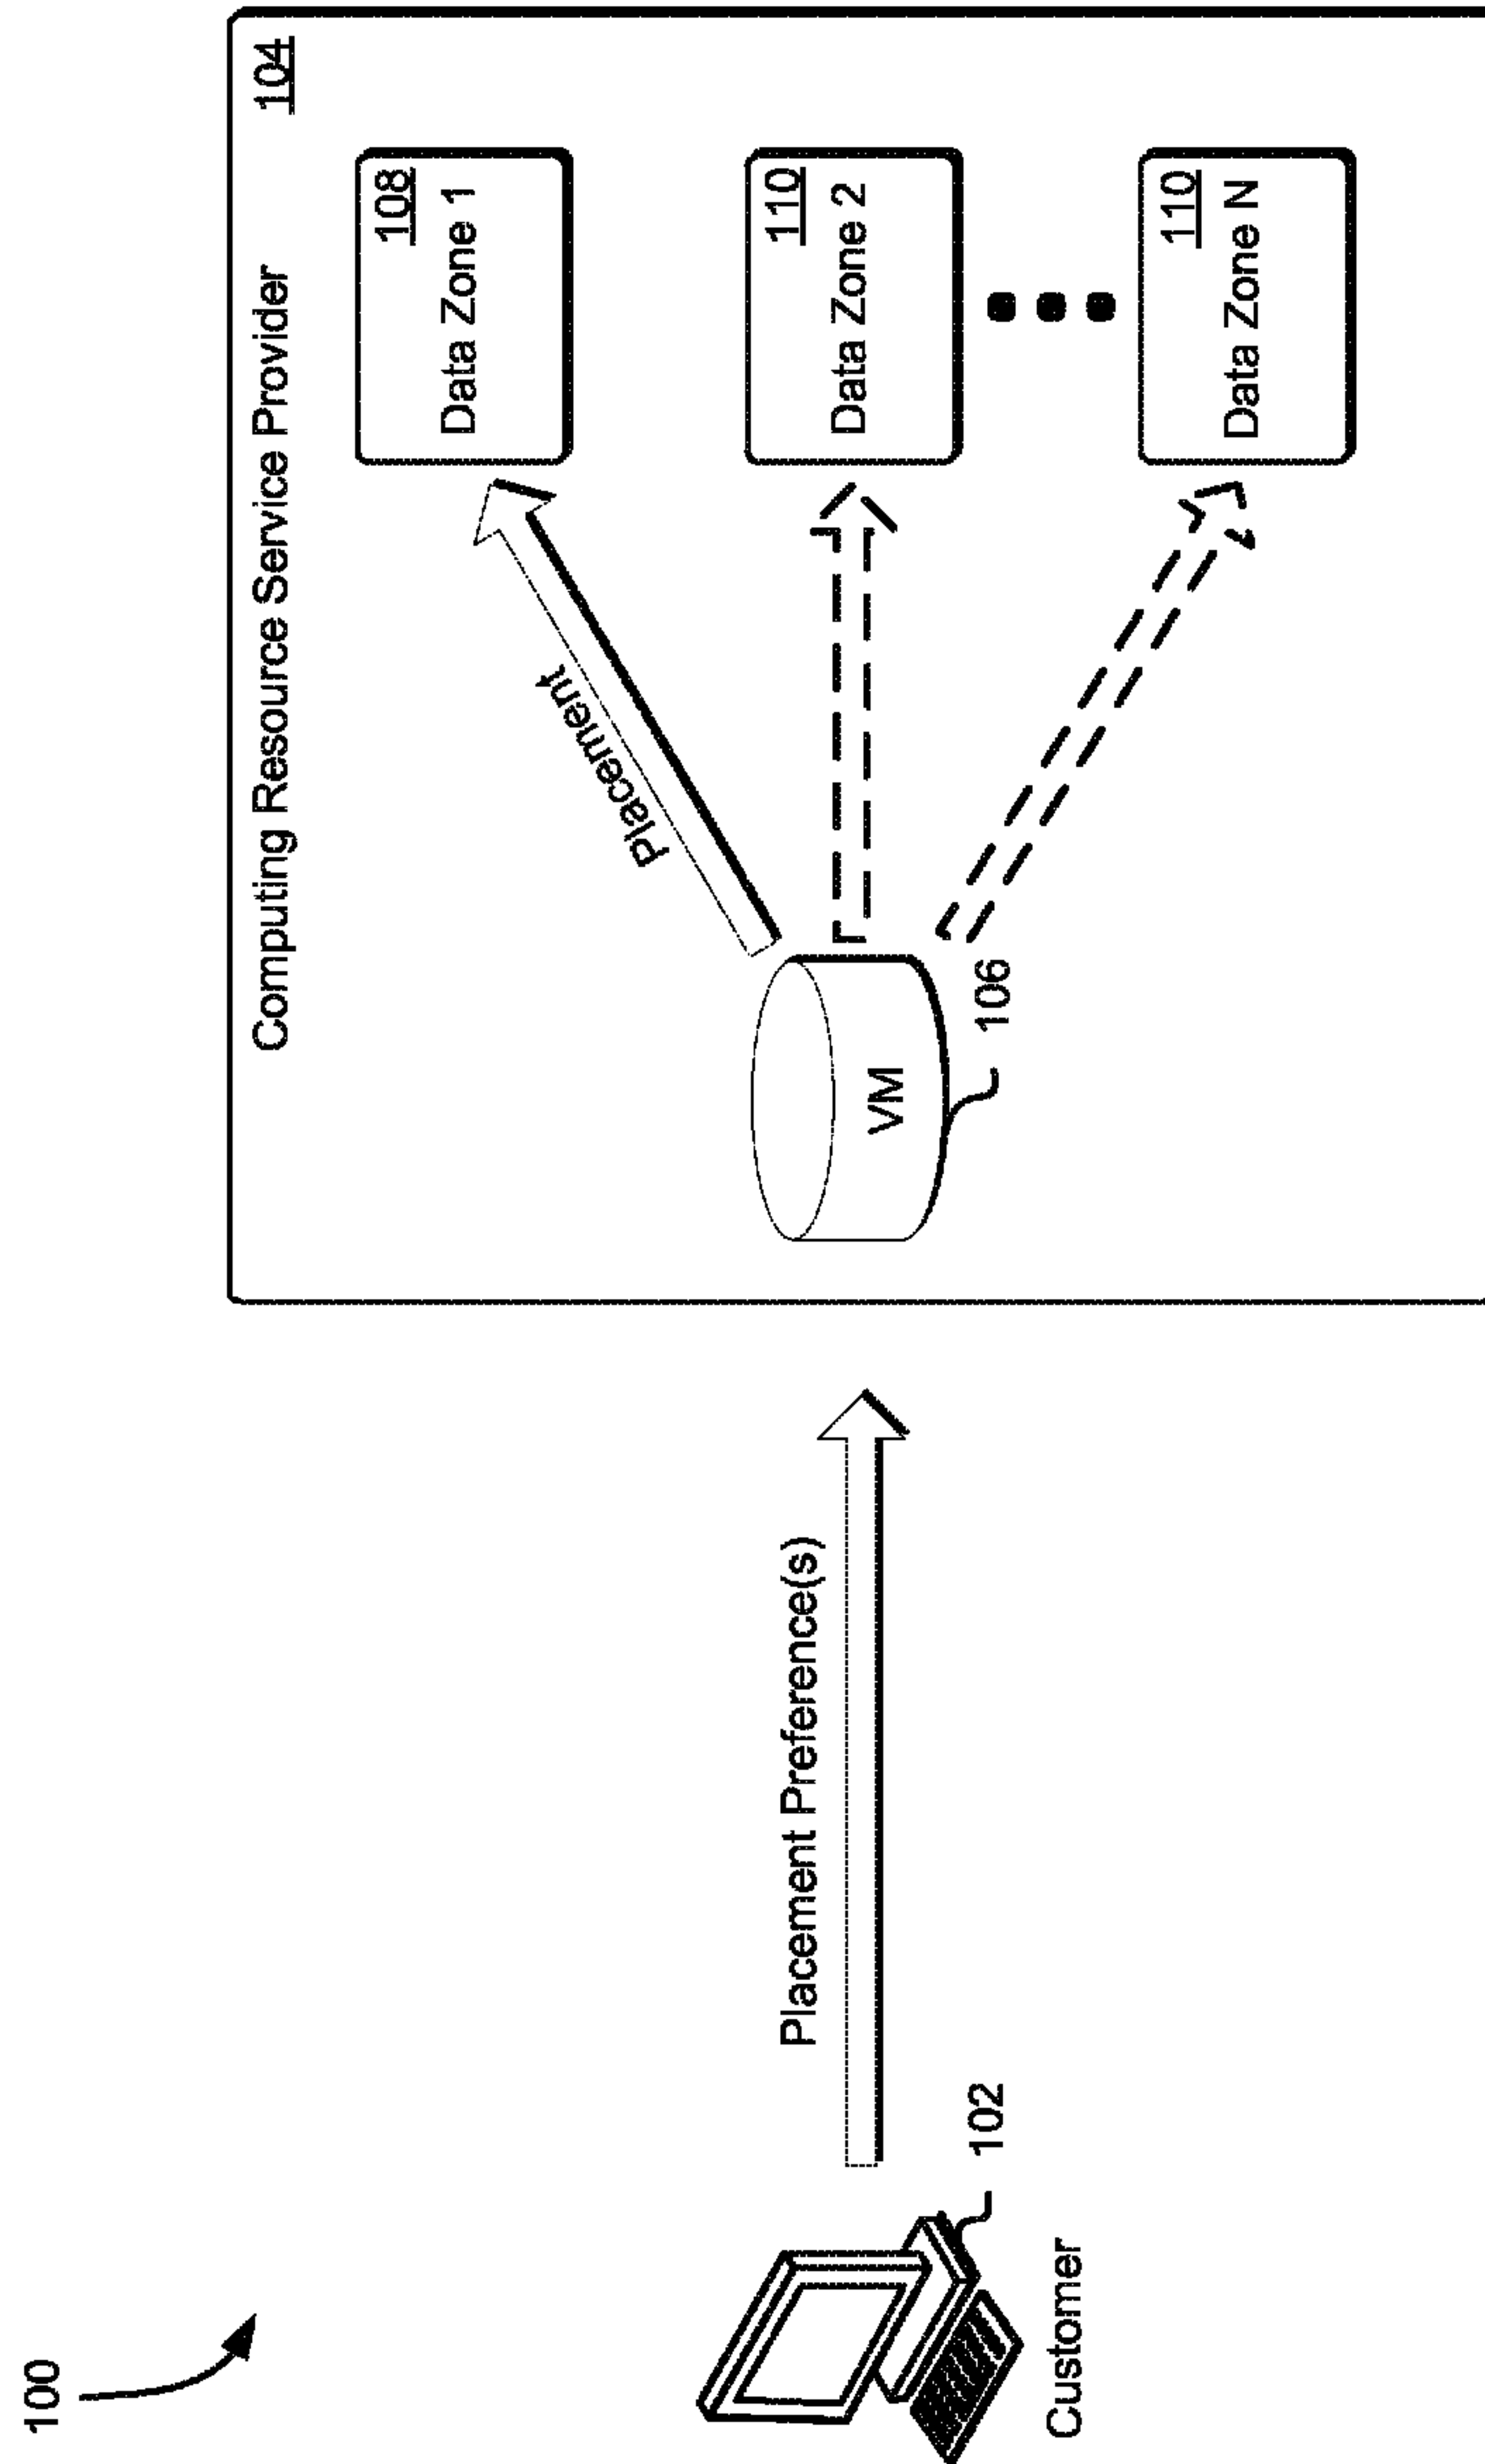 100
Computing Resource Service Provider
104
108
Data Zone 1
Placement
Placement Preference(s)
110
Data Zone 2
VM
106
102
Customer
110
Data Zone N